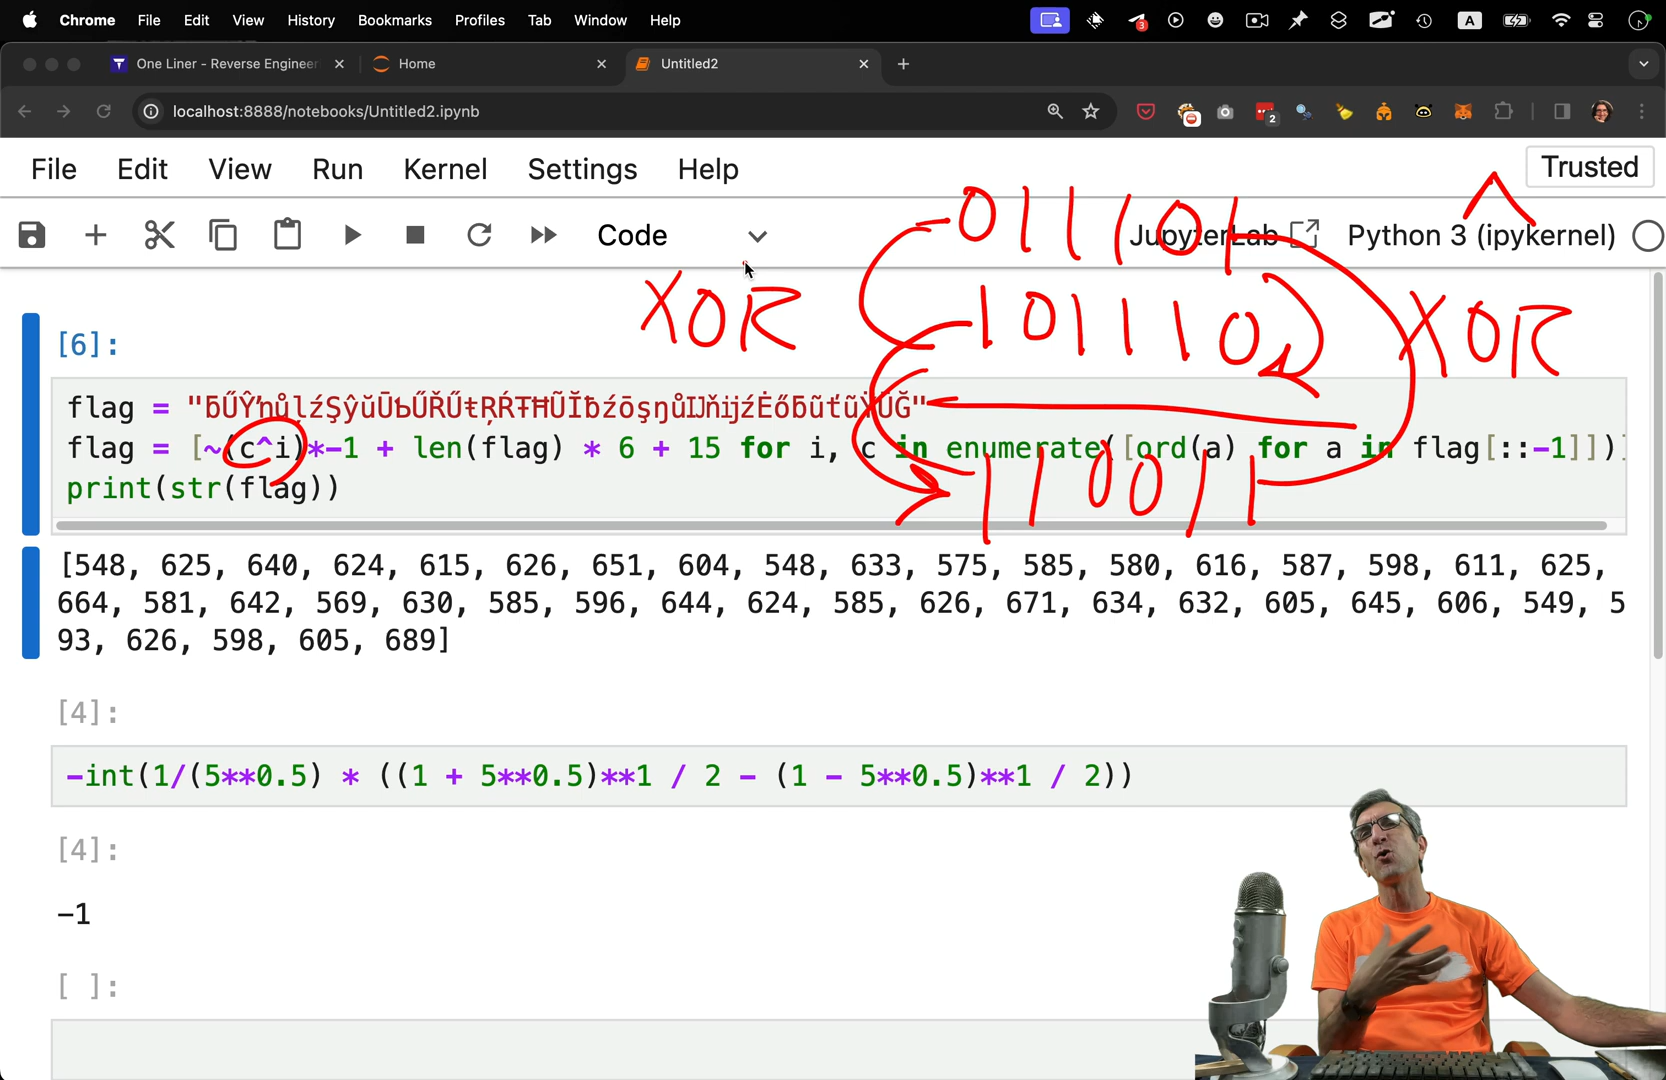 Chrome File Edit View History Bookmarks Profiles Tab Window Help
3
A
One Liner - Reverse Engineer
Home
Untitled2
localhost:8888/notebooks/Untitled2.ipynb
2
File Edit View Run Kernel Settings Help
Trusted
Code
JupyterLab
Python 3 (ipykernel)
011101
XOR
101110
XOR
110011
[6]:
flag = 
flag = [~(c^i)*-1 + len(flag) * 6 + 15 for i, c in enumerate([ord(a) for a in flag[::-1]])]
print(str(flag))
[548, 625, 640, 624, 615, 626, 651, 604, 548, 633, 575, 585, 580, 616, 587, 598, 611, 625,
664, 581, 642, 569, 630, 585, 596, 644, 624, 585, 626, 671, 634, 632, 605, 645, 606, 549, 5
93, 626, 598, 605, 689]
[4]:
-int(1/(5**0.5) * ((1 + 5**0.5)**1 / 2 - (1 - 5**0.5)**1 / 2))
[4]:
-1
[ ]: